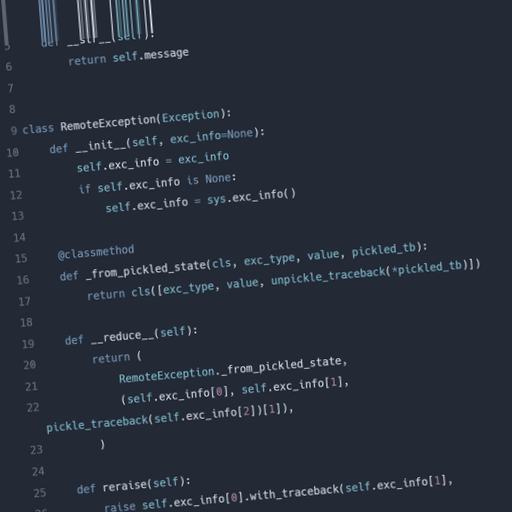 5 def __str__(self):
6 return self.message
7
8
9 class RemoteException(Exception):
10 def __init__(self, exc_info=None):
11 self.exc_info = exc_info
12 if self.exc_info is None:
13 self.exc_info = sys.exc_info()
14
15 @classmethod
16 def _from_pickled_state(cls, exc_type, value, pickled_tb):
17 return cls([exc_type, value, unpickle_traceback(*pickled_tb)])
18
19 def __reduce__(self):
20 return (
21 RemoteException._from_pickled_state,
22 (self.exc_info[0], self.exc_info[1],
pickle_traceback(self.exc_info[2])[1]),
23 )
24
25 def reraise(self):
raise self.exc_info[0].with_traceback(self.exc_info[1],